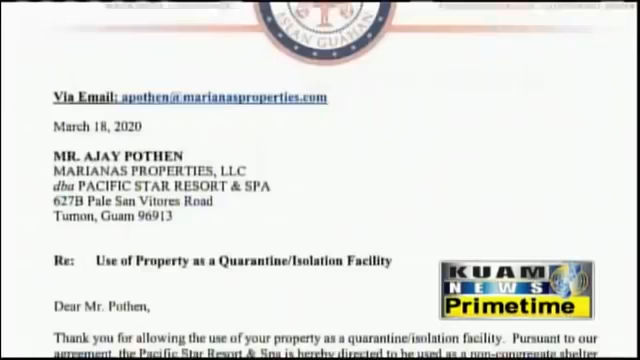 ISLAN GUAHAN
Via Email: apothen@marianasproperties.com
March 18, 2020
MR. AJAY POTHEN
MARIANAS PROPERTIES, LLC
dba PACIFIC STAR RESORT & SPA
627B Pale San Vitores Road
Tumon, Guam 96913
Re: Use of Property as a Quarantine/Isolation Facility
Dear Mr. Pothen,
Thank you for allowing the use of your property as a quarantine/isolation facility. Pursuant to our
agreement, the Pacific Star Resort & Spa is hereby directed to be used as a non-congregate shelter
KUAM
NEWS
Primetime